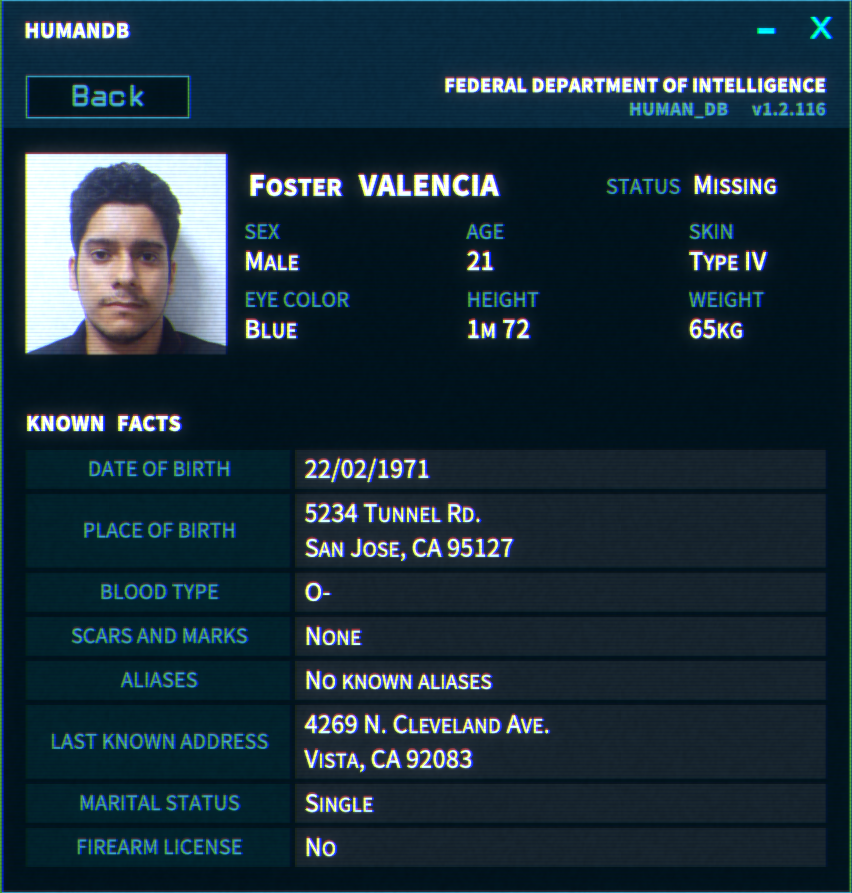 HUMANDB
– X
Back
FEDERAL DEPARTMENT OF INTELLIGENCE
HUMAN_DB v1.2.116
Foster VALENCIA
STATUS Missing
SEX AGE SKIN
Male 21 Type IV
EYE COLOR HEIGHT WEIGHT
Blue 1m 72 65kg
KNOWN FACTS
DATE OF BIRTH 22/02/1971
PLACE OF BIRTH 5234 Tunnel Rd.
San Jose, CA 95127
BLOOD TYPE O-
SCARS AND MARKS None
ALIASES No known aliases
LAST KNOWN ADDRESS 4269 N. Cleveland Ave.
Vista, CA 92083
MARITAL STATUS Single
FIREARM LICENSE No